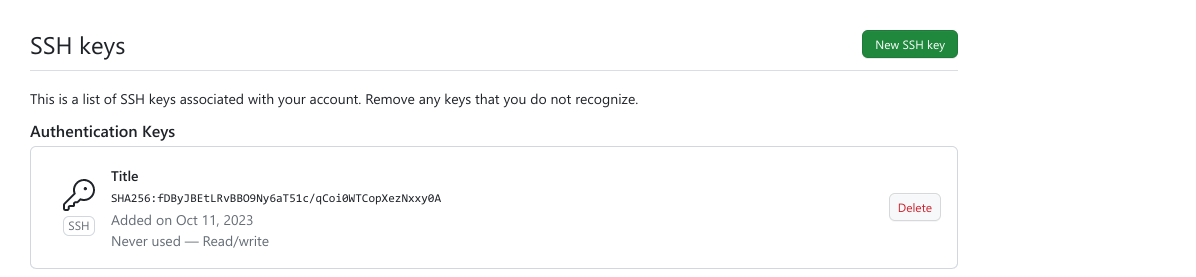 SSH keys
New SSH key
This is a list of SSH keys associated with your account. Remove any keys that you do not recognize.
Authentication Keys
Title
SHA256:fDByJBEtLRvBBO9Ny6aT51c/qCoi0WTCopXezNxxy0A
Added on Oct 11, 2023
Never used — Read/write
SSH
Delete